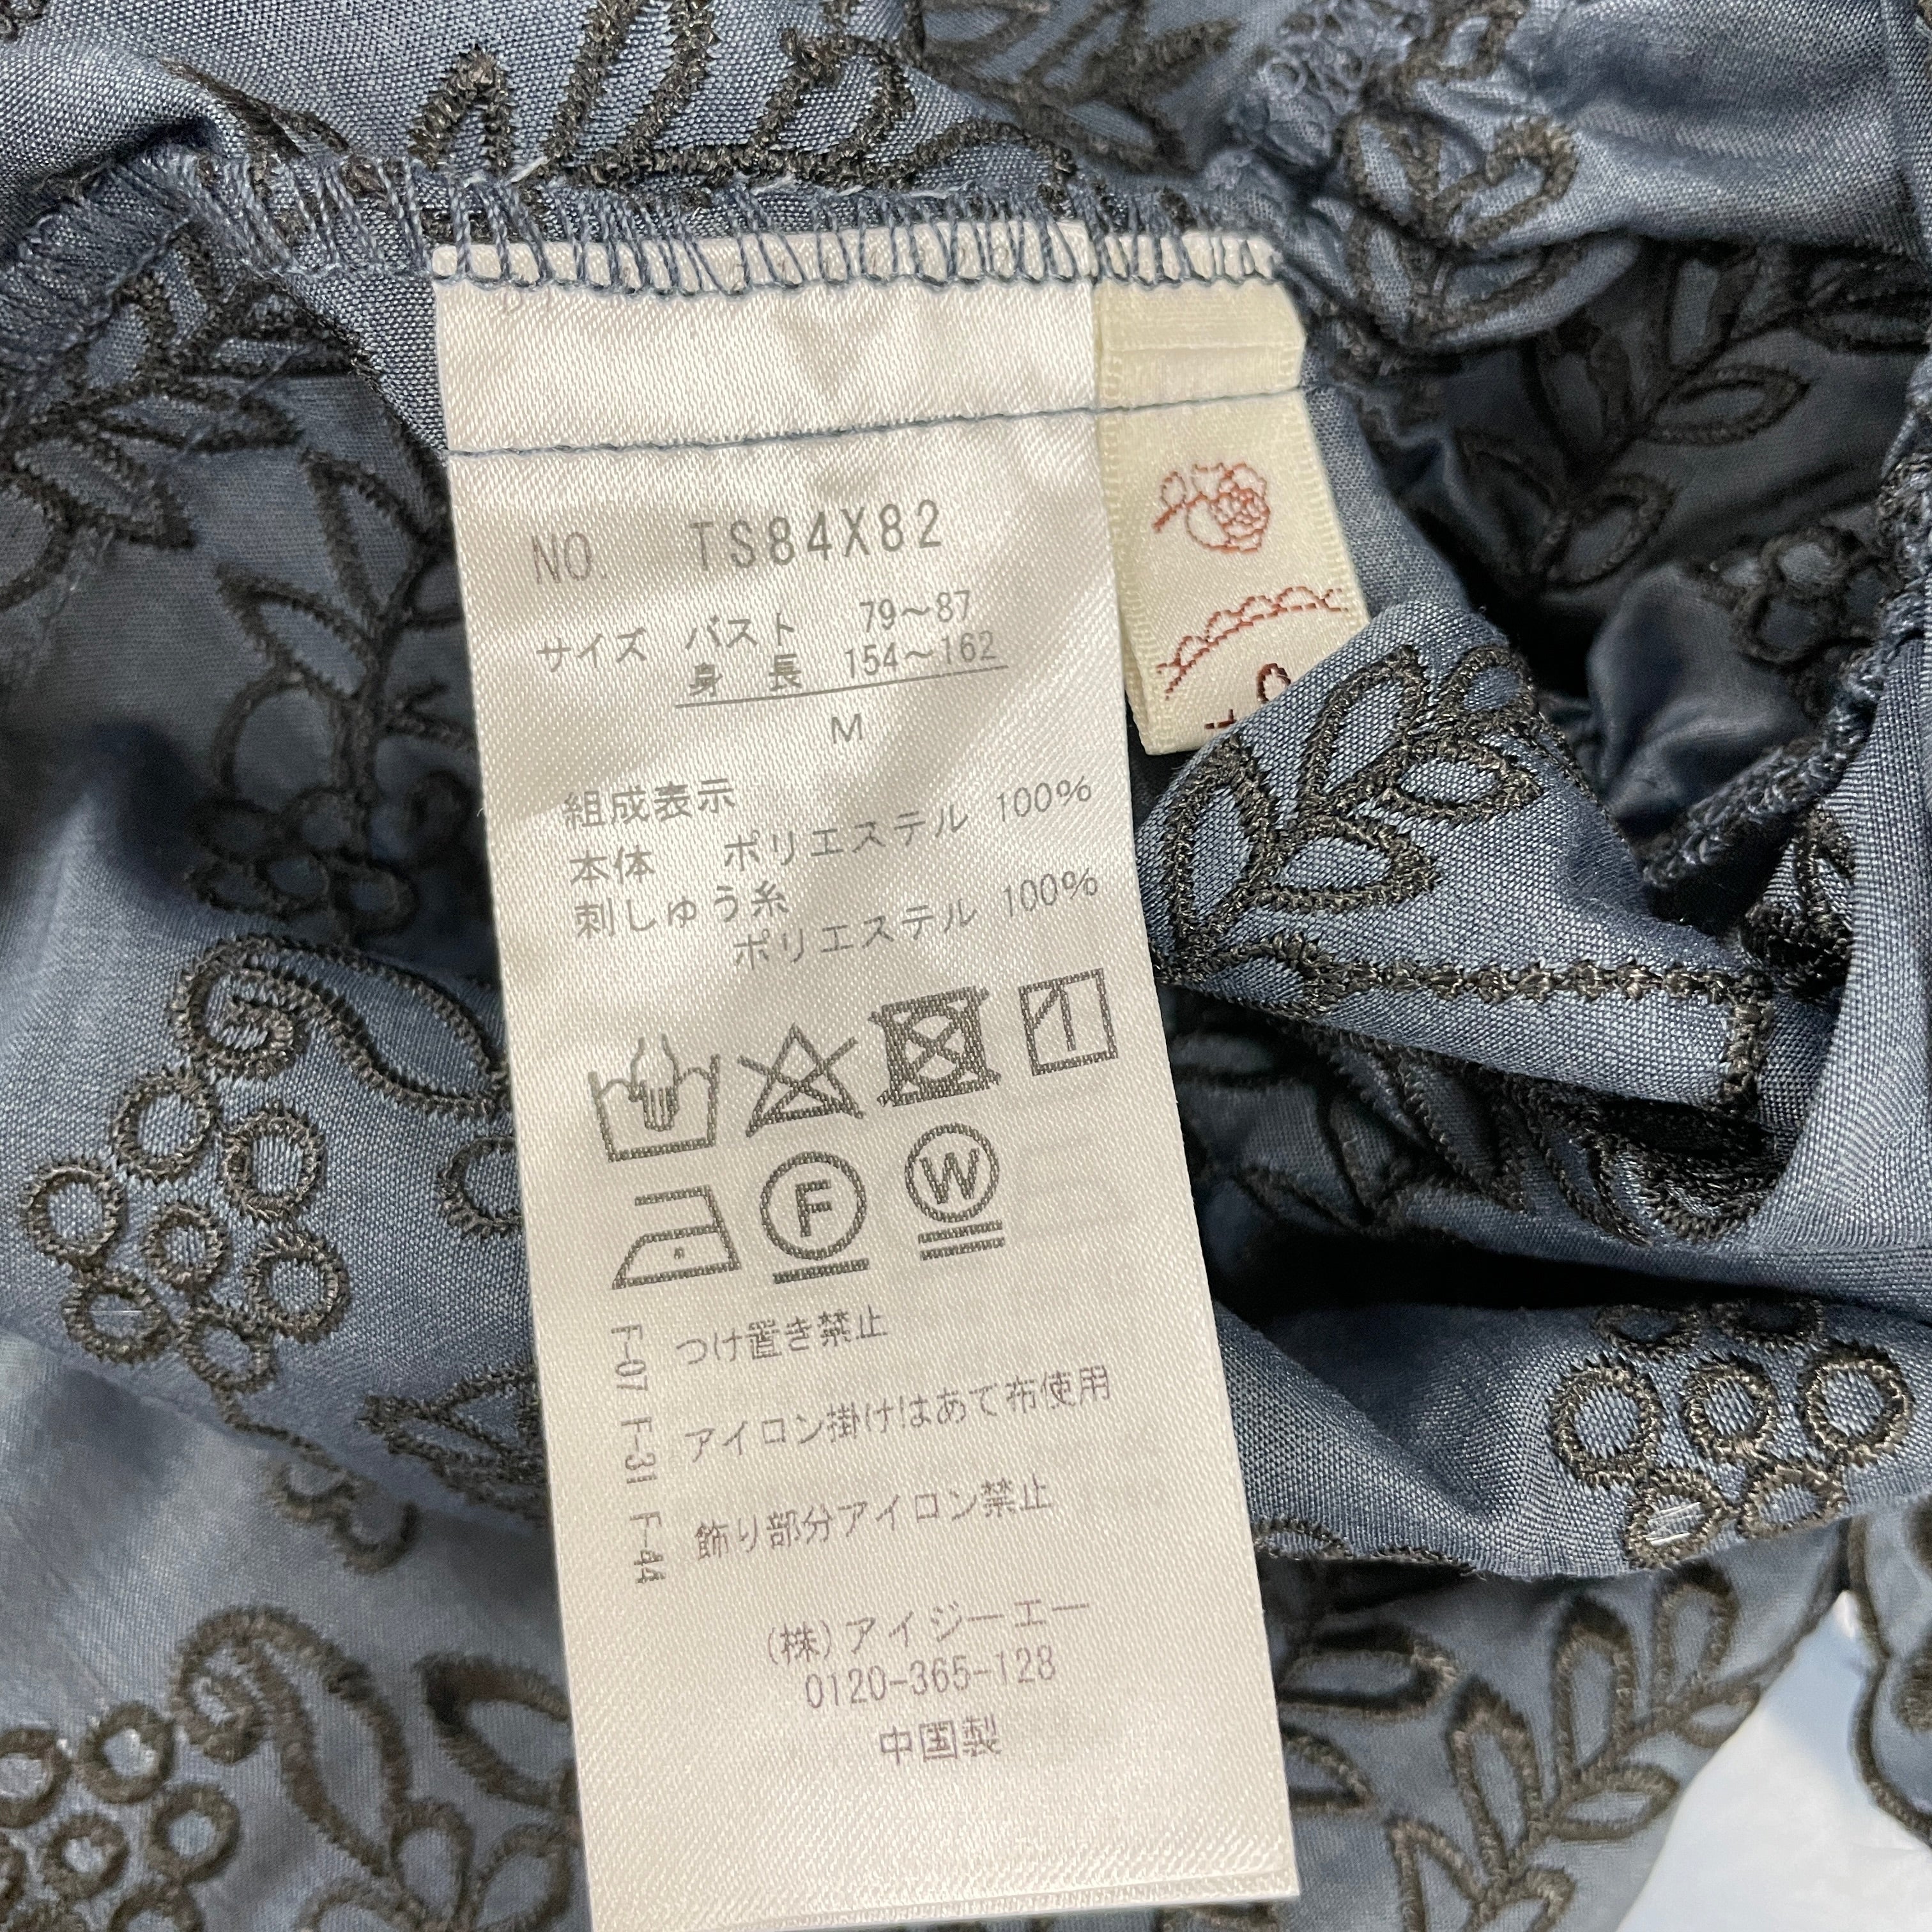 NO. TS84X82
サイズ バスト 79〜87
身長 154〜162
M
組成表示
本体 ポリエステル 100%
刺しゅう糸
ポリエステル 100%
F
W
F-07 つけ置き禁止
F-31 アイロン掛けはあて布使用
F-44 飾り部分アイロン禁止
(株)アイジーエー
0120-365-128
中国製